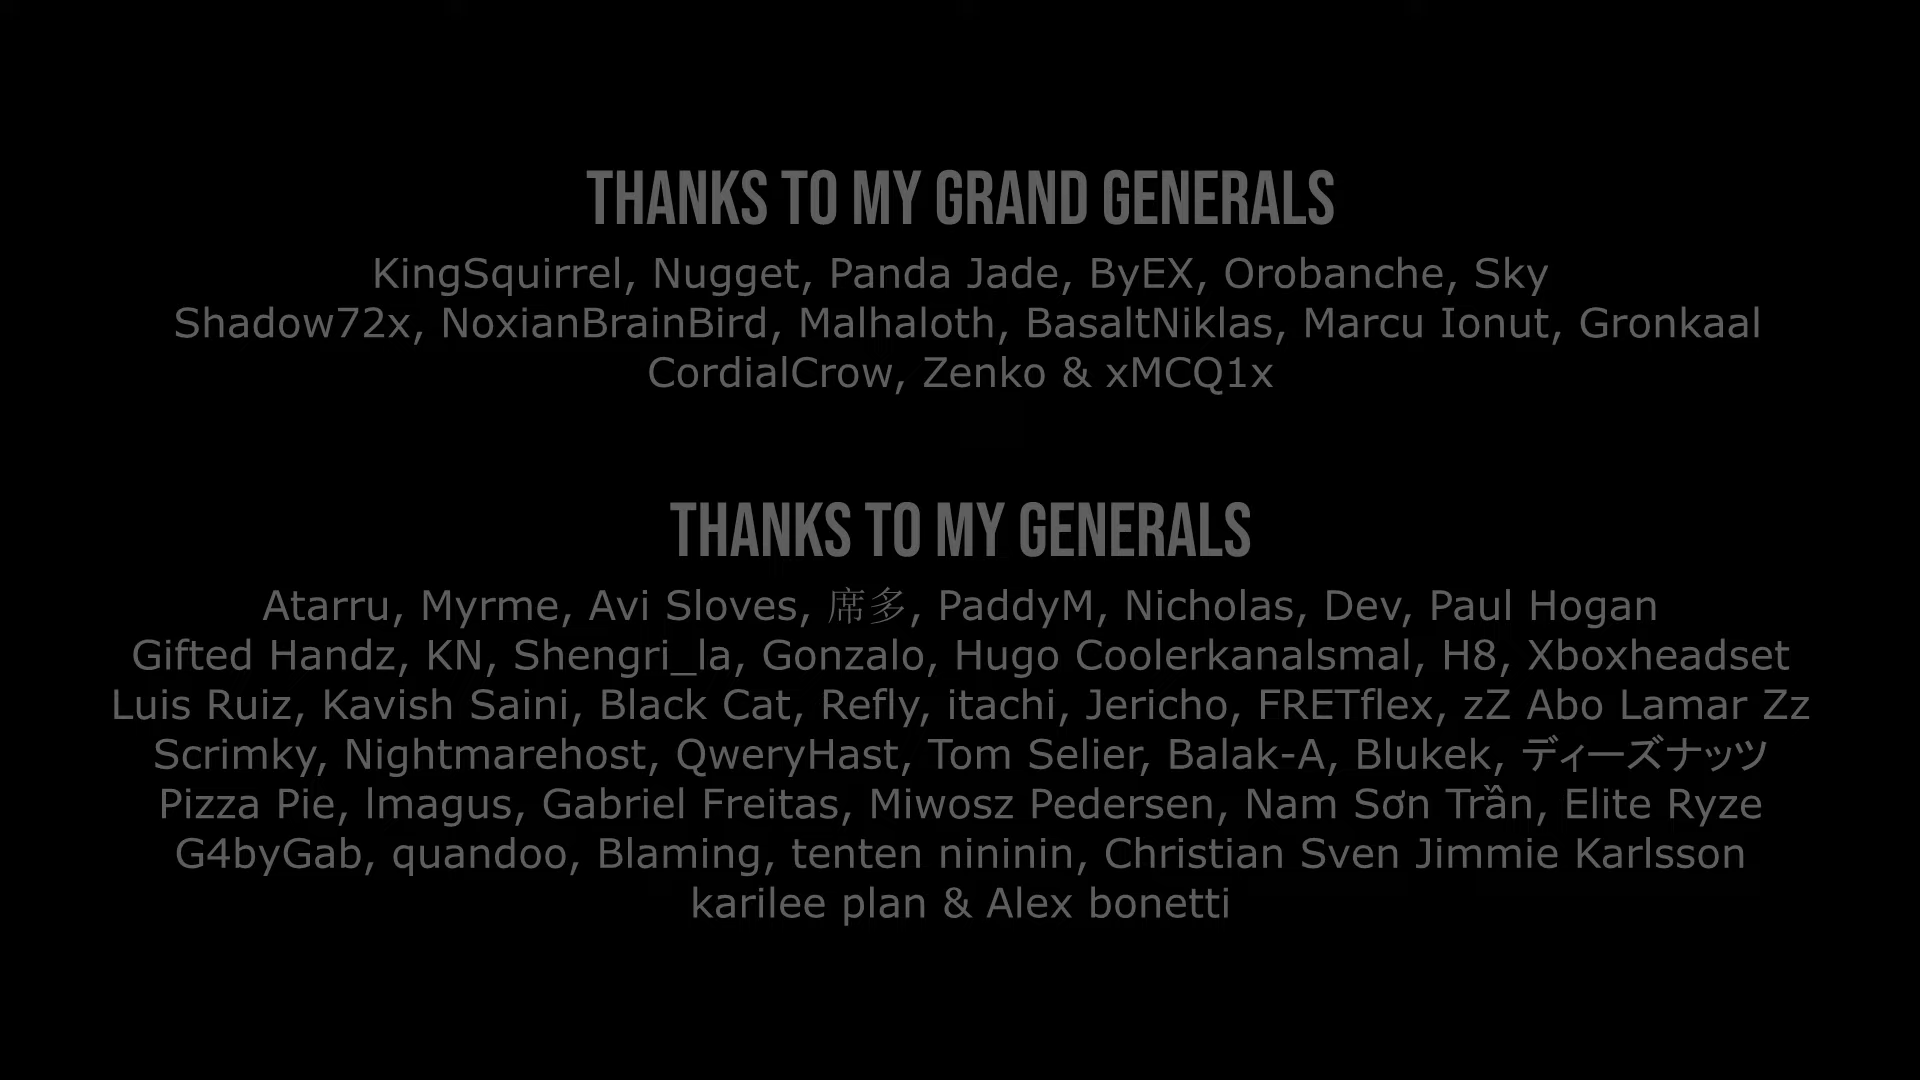 THANKS TO MY GRAND GENERALS
KingSquirrel, Nugget, Panda Jade, ByEX, Orobanche, Sky
Shadow72x, NoxianBrainBird, Malhaloth, BasaltNiklas, Marcu Ionut, Gronkaal
CordialCrow, Zenko & xMCQ1x
THANKS TO MY GENERALS
Atarru, Myrme, Avi Sloves, 席多, PaddyM, Nicholas, Dev, Paul Hogan
Gifted Handz, KN, Shengri_la, Gonzalo, Hugo Coolerkanalsmal, H8, Xboxheadset
Luis Ruiz, Kavish Saini, Black Cat, Refly, itachi, Jericho, FRETflex, zZ Abo Lamar Zz
Scrimky, Nightmarehost, QweryHast, Tom Selier, Balak-A, Blukek, ディーズナッツ
Pizza Pie, lmagus, Gabriel Freitas, Miwosz Pedersen, Nam Sơn Trần, Elite Ryze
G4byGab, quandoo, Blaming, tenten nininin, Christian Sven Jimmie Karlsson
karilee plan & Alex bonetti